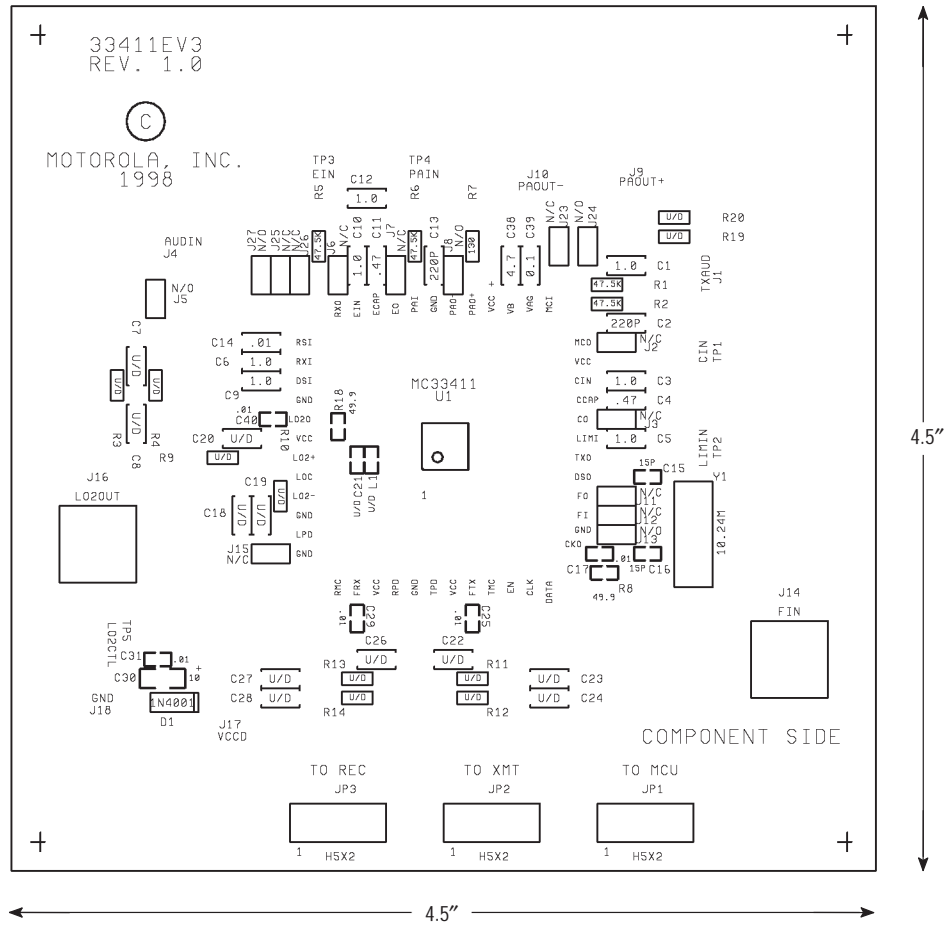 33411EV3
REV. 1.0
C
MOTOROLA, INC.
1998
TP3
EIN
R5
C12
1.0
TP4
PAIN
R6
R7
J10
PAOUT-
J9
PAOUT+
N/C
J23
N/O
J24
U/D R20
U/D R19
AUDIN
J4
N/O
J5
J27
N/O
J25
N/C
N/C
J26
47.5K
J6
N/C
C10
1.0
C11
.47
J7
N/C
47.5K
C13
220P
J8
N/O
130
C38
4.7
C39
0.1
1.0 C1
47.5K R1
47.5K R2
220P C2
TXAUD
J1
RXO
EIN
ECAP
EO
PAI
GND
PAO-
PAO+
VCC +
VB
VAG
MCI
MCO
N/C
J2
VCC
CIN
TP1
C7
U/D
U/D
U/D
U/D
R3
R4
C8
R9
C14 .01 RSI
C6 1.0 RXI
1.0 DSI
C9
GND
.01
C40
LO2O
R10
C20 U/D VCC
U/D LO2+
LOC
C19
U/D
LO2-
C18
U/D
U/D
GND
LPD
J15
N/C
GND
R18
49.9
U/D C21
U/D L1
MC33411
U1
1
CIN 1.0 C3
CCAP .47 C4
CO N/C
J3
LIMI 1.0 C5
LIMIN
TP2
TXO
15P C15
DSO
FO N/C
J11
FI N/C
J12
GND N/O
J13
CKO
.01
15P C16
C17
R8
49.9
Y1
10.24M
J16
LO2OUT
J14
FIN
RMC
FRX
VCC
RPD
GND
TPD
VCC
FTX
TMC
EN
CLK
DATA
.01
C29
.01
C25
C26
U/D
C22
U/D
R13
U/D
R11
U/D
C27 U/D
C28 U/D
U/D
R14
U/D
R12
U/D C23
U/D C24
TP5
LO2CTL
C31 .01
+
C30 10
GND
J18
1N4001
D1
J17
VCCD
COMPONENT SIDE
TO REC
JP3
1 H5X2
TO XMT
JP2
1 H5X2
TO MCU
JP1
1 H5X2
4.5″
4.5″